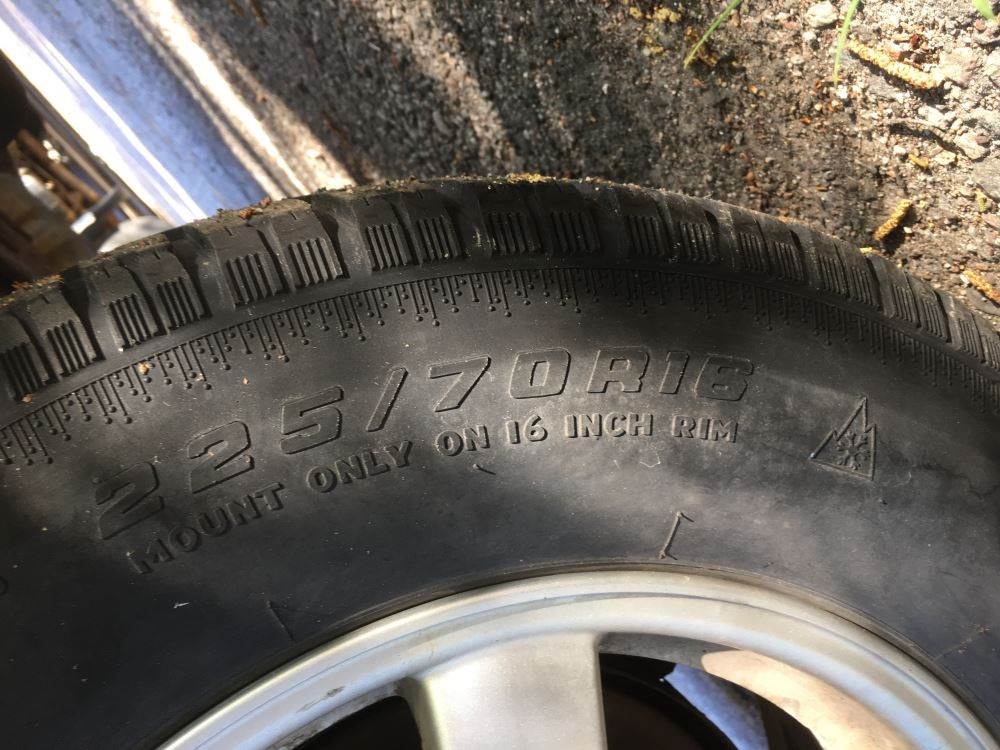 225/70R16
MOUNT ONLY ON 16 INCH RIM